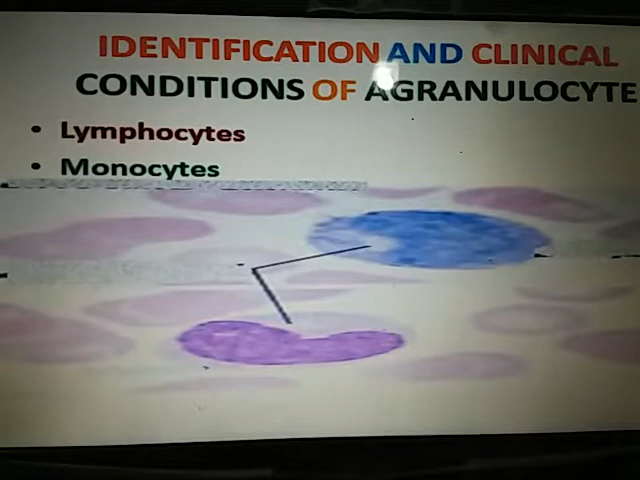 IDENTIFICATION AND CLINICAL
CONDITIONS OF AGRANULOCYTE
• Lymphocytes
• Monocytes